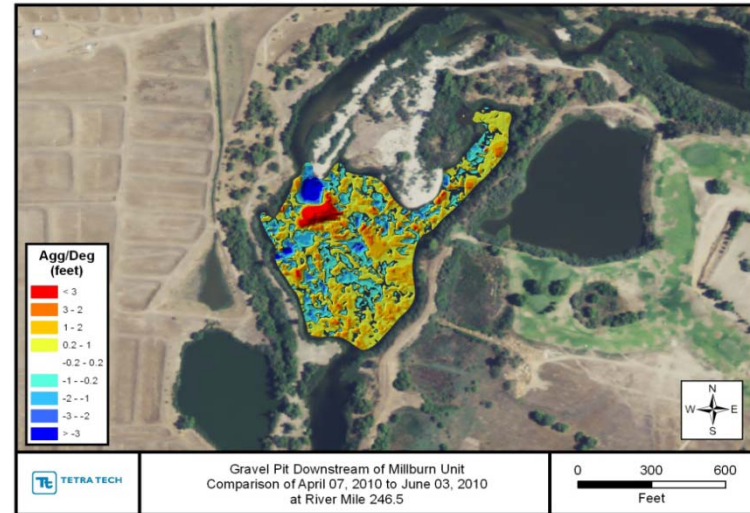 Agg/Deg
(feet)
< 3
3 - 2
1 - 2
0.2 - 1
-0.2 - 0.2
-1 - -0.2
-2 - -1
-3 - -2
> -3
N
W E
S
Tt TETRA TECH
Gravel Pit Downstream of Millburn Unit
Comparison of April 07, 2010 to June 03, 2010
at River Mile 246.5
0 300 600
Feet